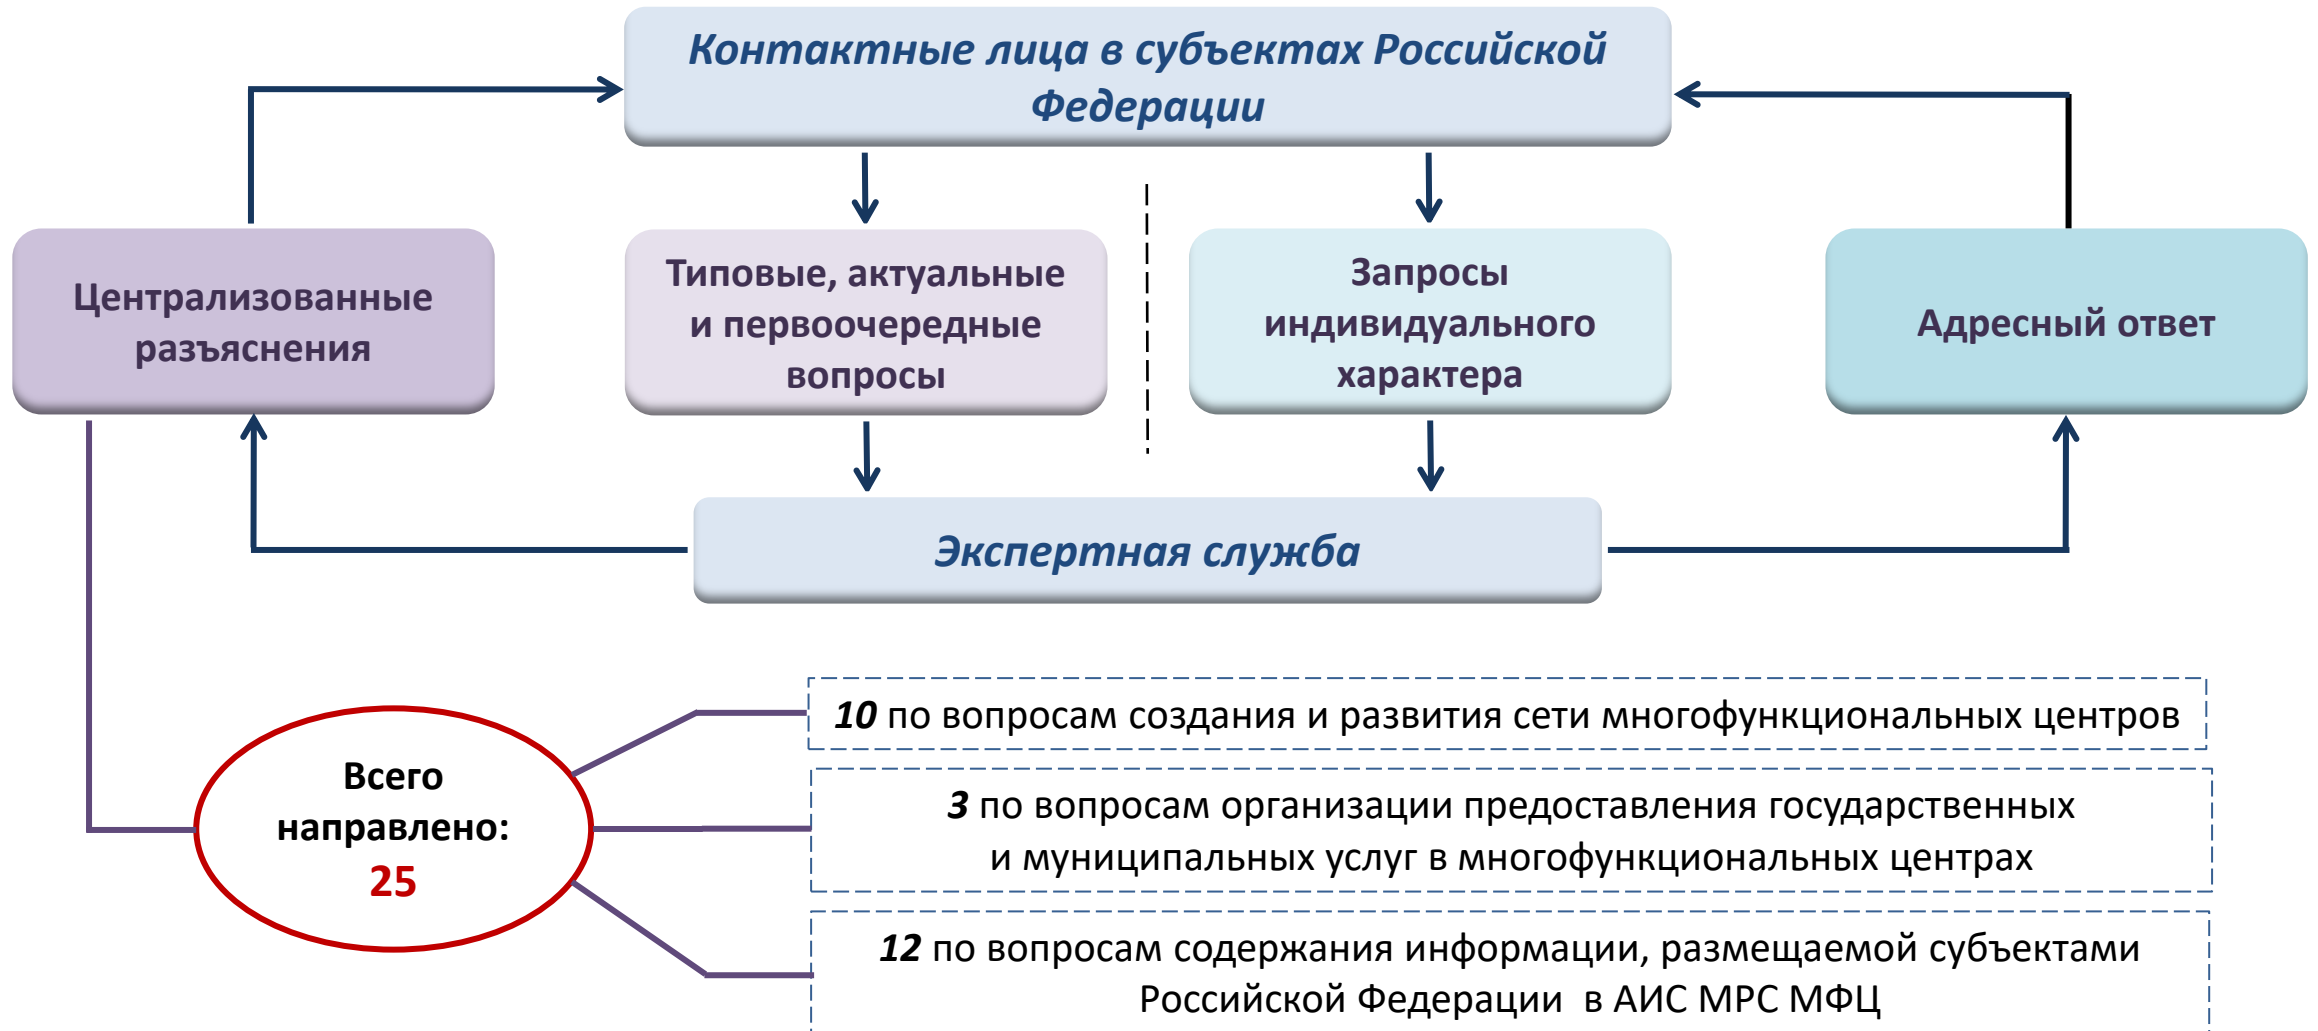 Контактные лица в субъектах Российской
Федерации
Централизованные
разъяснения
Типовые, актуальные
и первоочередные
вопросы
Запросы
индивидуального
характера
Адресный ответ
Экспертная служба
Всего
направлено:
25
10 по вопросам создания и развития сети многофункциональных центров
3 по вопросам организации предоставления государственных
и муниципальных услуг в многофункциональных центрах
12 по вопросам содержания информации, размещаемой субъектами
Российской Федерации в АИС МРС МФЦ